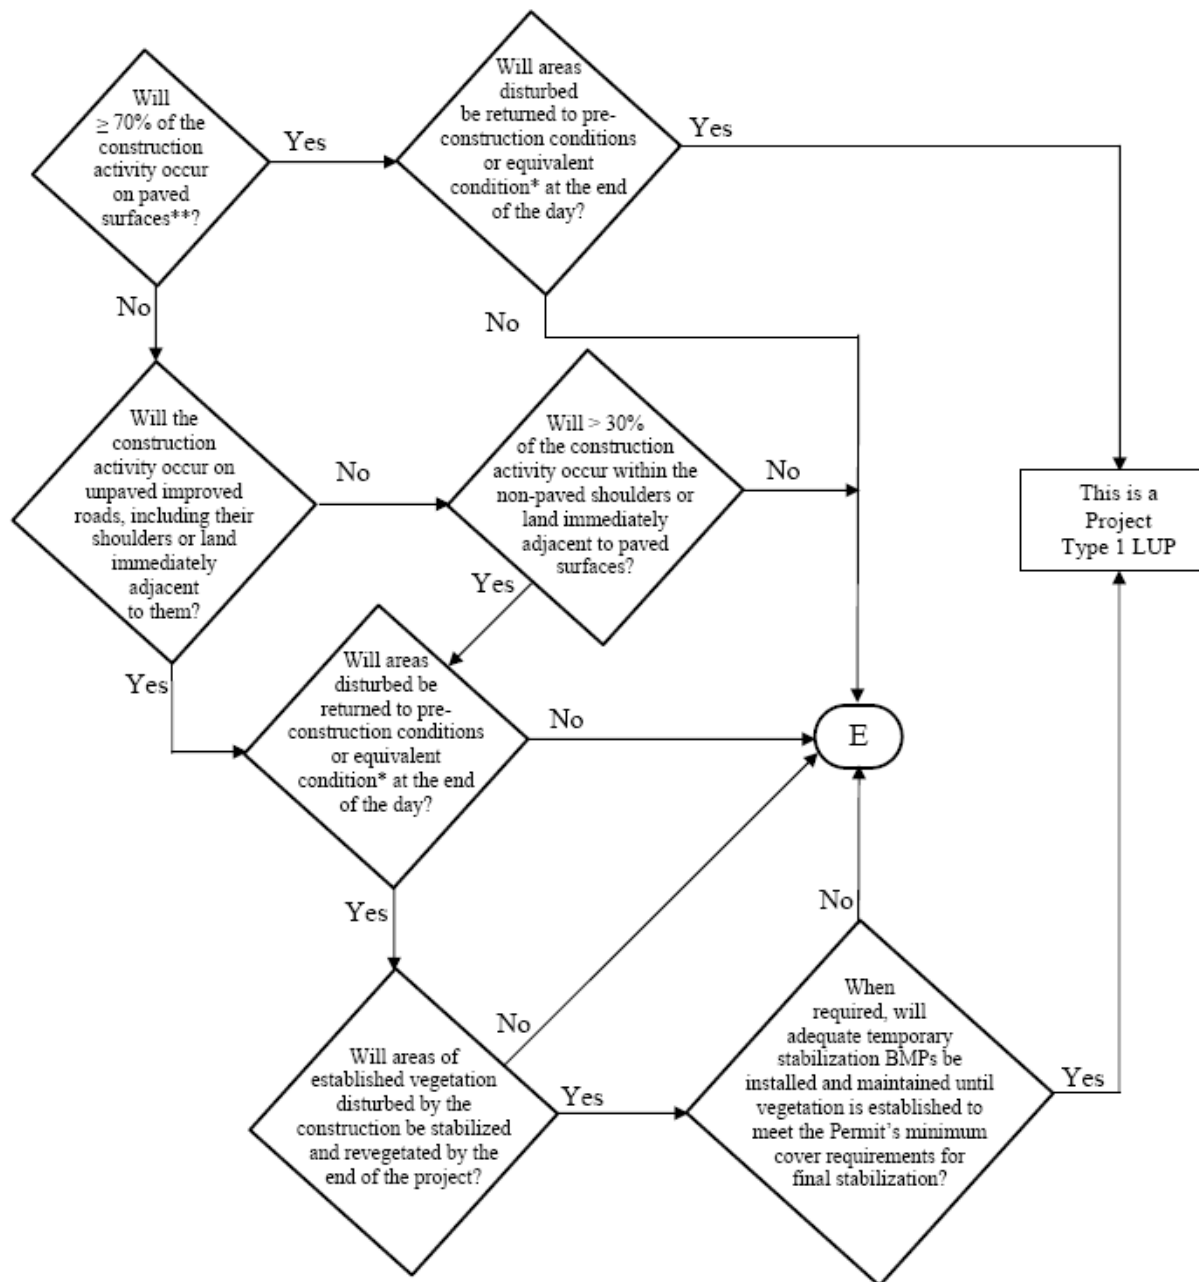 Will
≥ 70% of the
construction
activity occur
on paved
surfaces**?
Yes
Will areas
disturbed
be returned to pre-
construction conditions
or equivalent
condition* at the end
of the day?
Yes
No
No
Will the
construction
activity occur on
unpaved improved
roads, including their
shoulders or land
immediately
adjacent
to them?
No
Will > 30%
of the construction
activity occur within the
non-paved shoulders or
land immediately
adjacent to paved
surfaces?
No
This is a
Project
Type 1 LUP
Yes
Yes
Will areas
disturbed be
returned to pre-
construction conditions
or equivalent
condition* at the end
of the day?
No
E
Yes
No
No
Will areas of
established vegetation
disturbed by the
construction be stabilized
and revegetated by the
end of the project?
Yes
When
required, will
adequate temporary
stabilization BMPs be
installed and maintained until
vegetation is established to
meet the Permit’s minimum
cover requirements for
final stabilization?
Yes